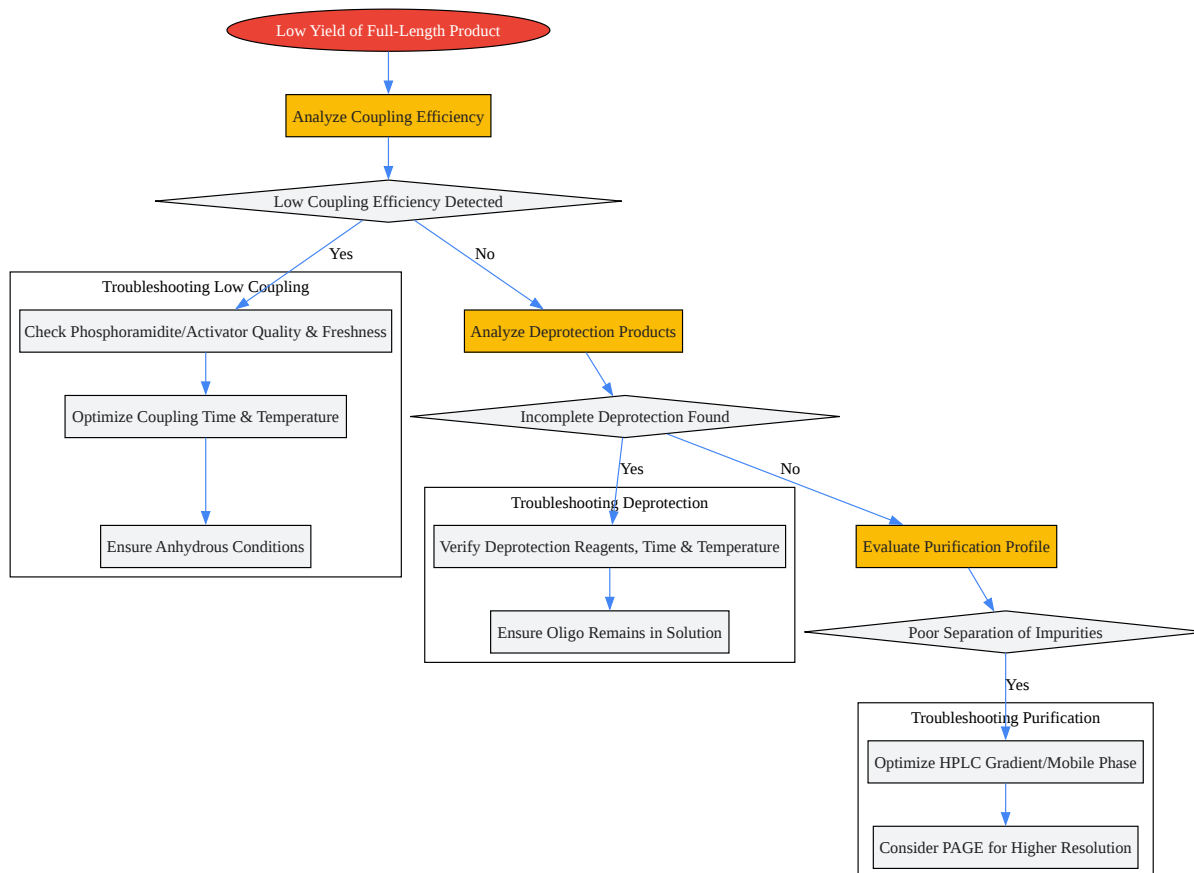 Low Yield of Full-Length Product
Analyze Coupling Efficiency
Low Coupling Efficiency Detected
Yes
No
Troubleshooting Low Coupling
Check Phosphoramidite/Activator Quality & Freshness
Analyze Deprotection Products
Optimize Coupling Time & Temperature
Incomplete Deprotection Found
Yes
No
Troubleshooting Deprotection
Ensure Anhydrous Conditions
Verify Deprotection Reagents, Time & Temperature
Evaluate Purification Profile
Ensure Oligo Remains in Solution
Poor Separation of Impurities
Yes
Troubleshooting Purification
Optimize HPLC Gradient/Mobile Phase
Consider PAGE for Higher Resolution